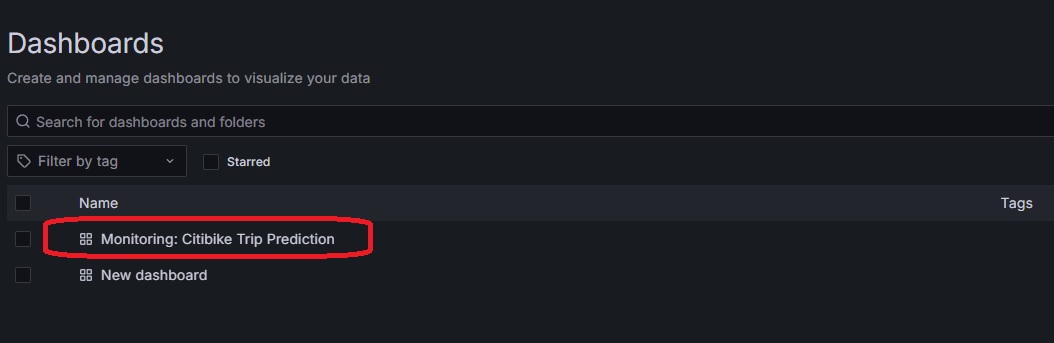 Dashboards
Create and manage dashboards to visualize your data
Search for dashboards and folders
Filter by tag Starred
Name Tags
Monitoring: Citibike Trip Prediction
New dashboard